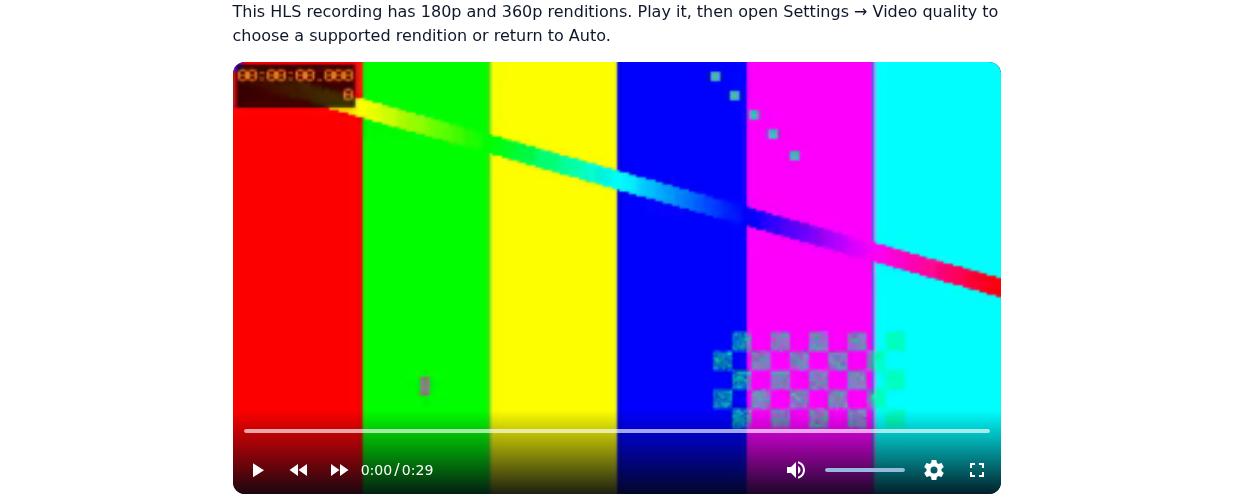 This HLS recording has 180p and 360p renditions. Play it, then open Settings → Video quality to
choose a supported rendition or return to Auto.
00:00:00.000
0
0:00 / 0:29